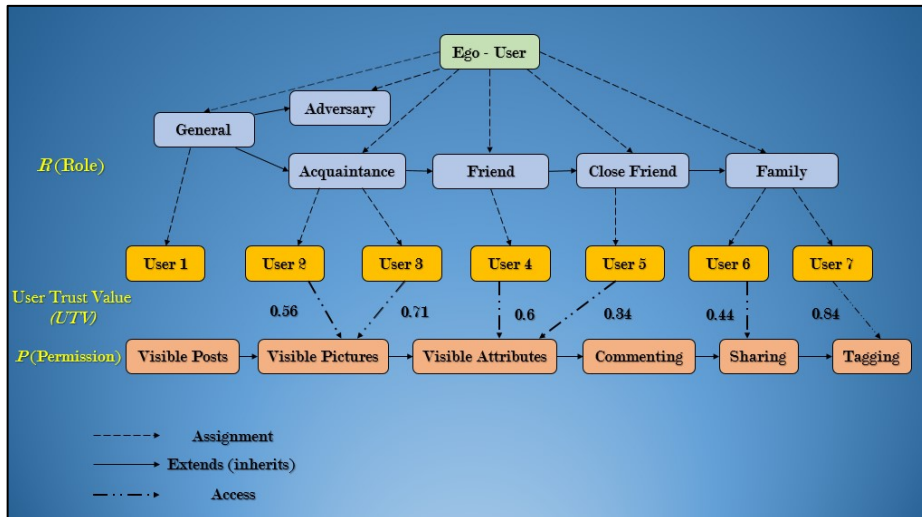 Ego - User
Adversary
General
R(Role)
Acquaintance
Friend
Close Friend
Family
User 1
User 2
User 3
User 4
User 5
User 6
User 7
User Trust Value
(UTV)
0.56
0.71
0.6
0.34
0.44
0.84
P(Permission)
Visible Posts
Visible Pictures
Visible Attributes
Commenting
Sharing
Tagging
Assignment
Extends (inherits)
Access